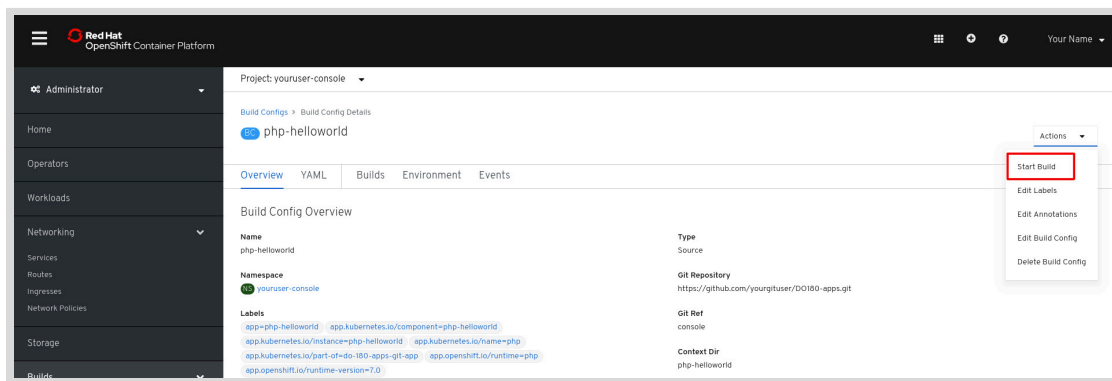 Red Hat
OpenShift Container Platform
Your Name
Administrator
Home
Operators
Workloads
Networking
Services
Routes
Ingresses
Network Policies
Storage
Builds
Project: youruser-console
Build Configs > Build Config Details
BC php-helloworld
Actions
Start Build
Edit Labels
Edit Annotations
Edit Build Config
Delete Build Config
Overview YAML Builds Environment Events
Build Config Overview
Name
php-helloworld
Namespace
NS youruser-console
Labels
app=php-helloworld app.kubernetes.io/component=php-helloworld
app.kubernetes.io/instance=php-helloworld app.kubernetes.io/name=php
app.kubernetes.io/part-of=do-180-apps-git-app app.openshift.io/runtime=php
app.openshift.io/runtime-version=7.0
Type
Source
Git Repository
https://github.com/yourgituser/DO180-apps.git
Git Ref
console
Context Dir
php-helloworld